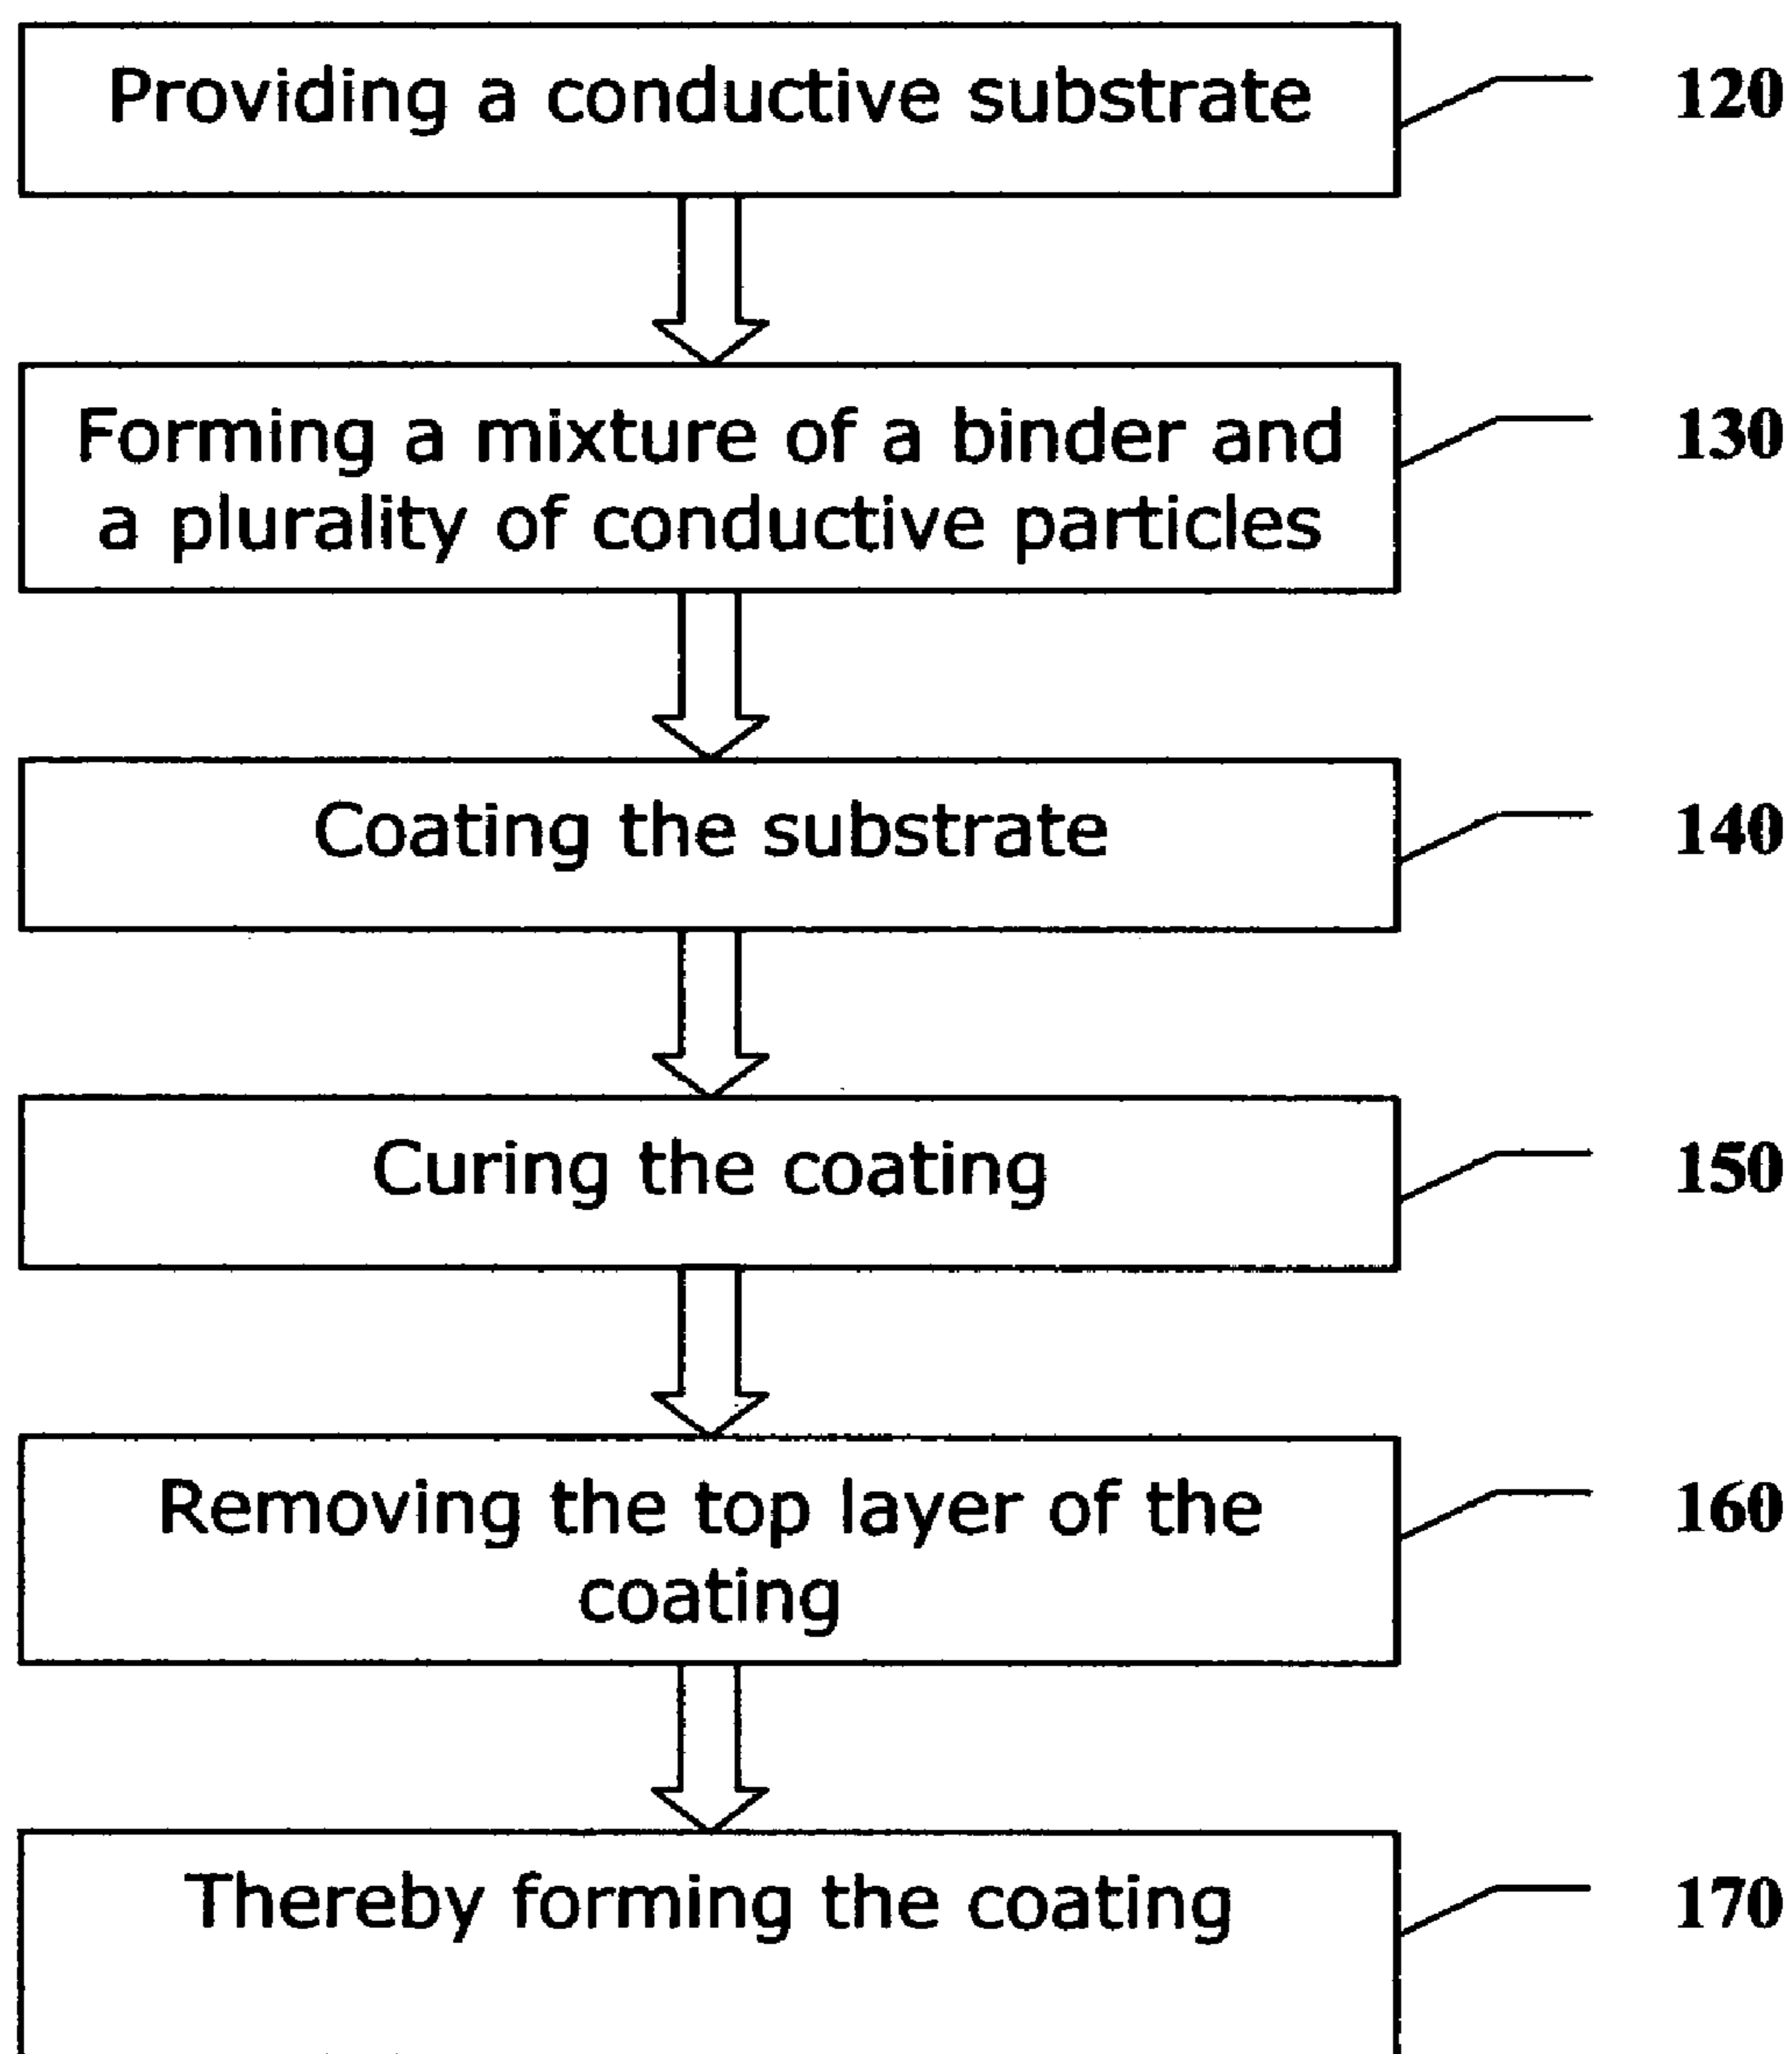 Providing a conductive substrate
120
Forming a mixture of a binder and
a plurality of conductive particles
130
Coating the substrate
140
Curing the coating
150
Removing the top layer of the
coating
160
Thereby forming the coating
170